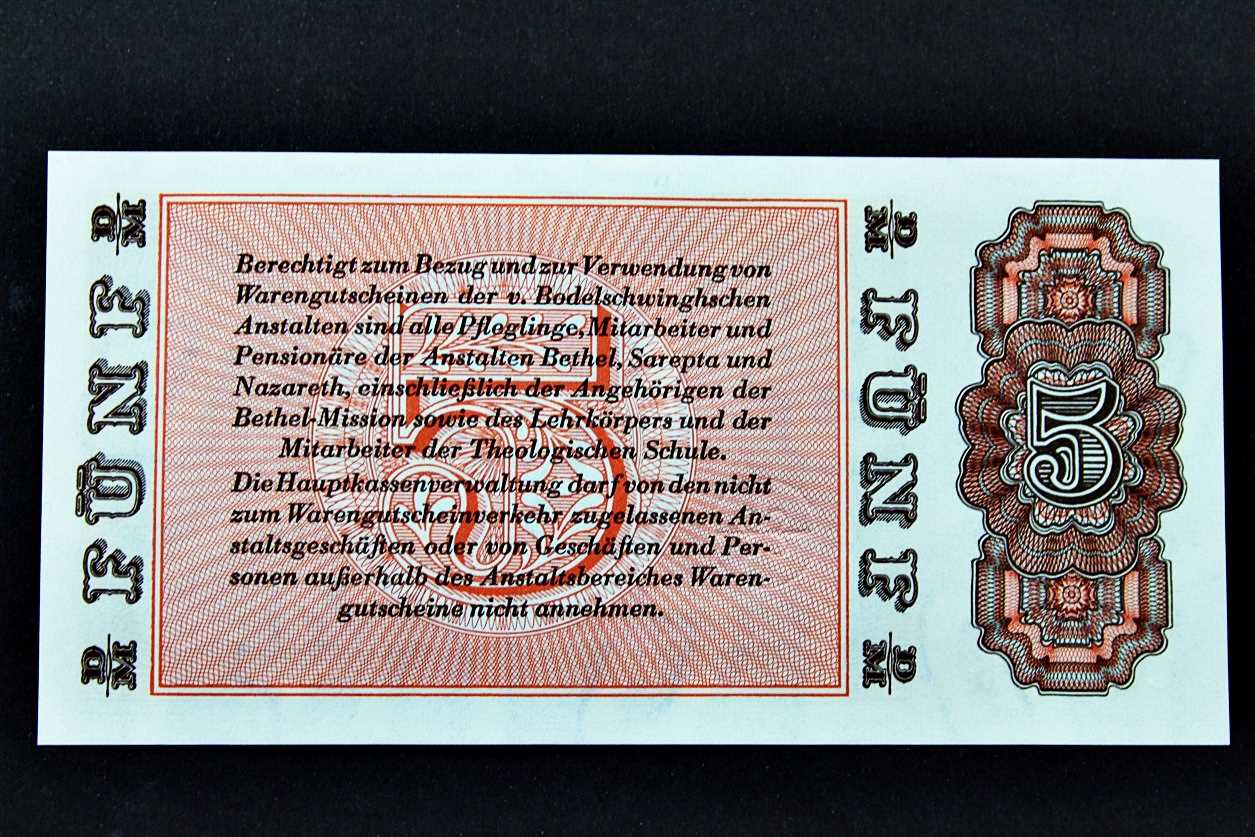 D
M
FÜNF
D
M
Berechtigt zum Bezug und zur Verwendung von
Warengutscheinen der v. Bodelschwinghschen
Anstalten sind alle Pfleglinge, Mitarbeiter und
Pensionäre der Anstalten Bethel, Sarepta und
Nazareth, einschließlich der Angehörigen der
Bethel-Mission sowie des Lehrkörpers und der
Mitarbeiter der Theologischen Schule.
Die Hauptkassenverwaltung darf von den nicht
zum Warengutscheinverkehr zugelassenen An-
staltsgeschäften oder von Geschäften und Per-
sonen außerhalb des Anstaltsbereiches Waren-
gutscheine nicht annehmen.
5
D
M
FÜNF
D
M
5